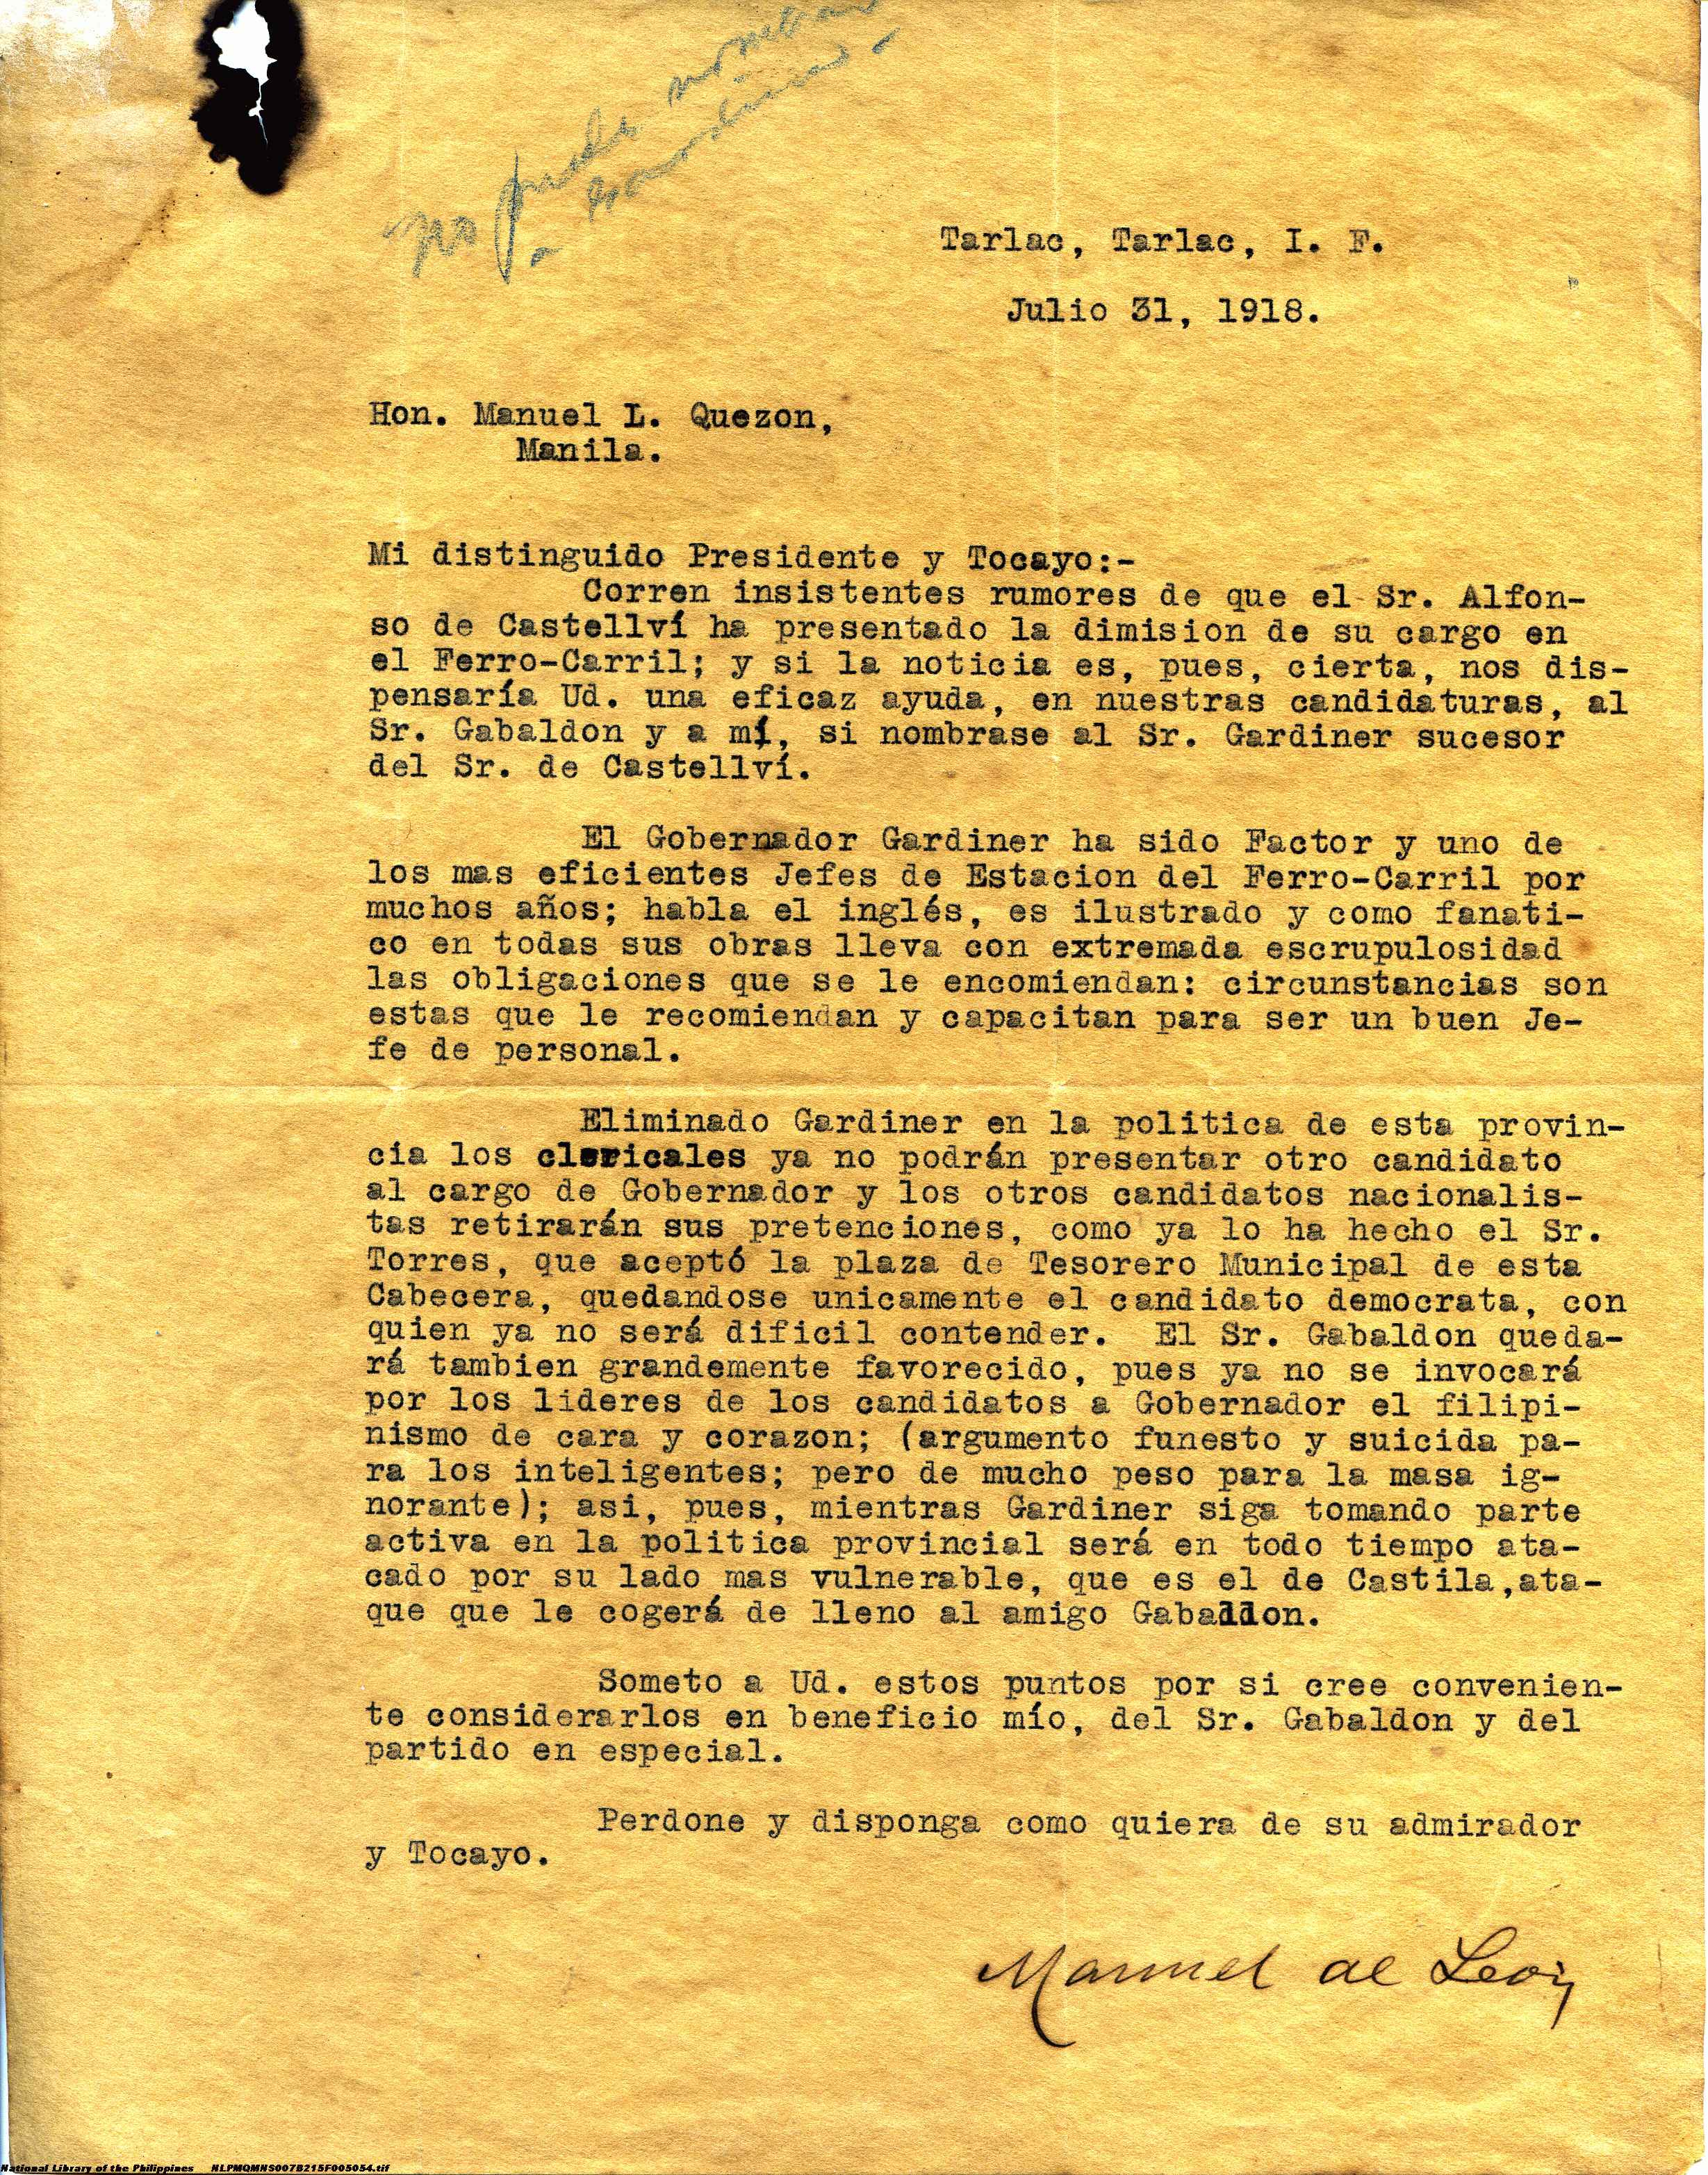 no puedo nombrar
Tarlac, Tarlac, I. F.
Julio 31, 1918.
Hon. Manuel L. Quezon,
Manila.
Mi distinguido Presidente y Tocayo:-
Corren insistentes rumores de que el Sr. Alfon-
so de Castellví ha presentado la dimision de su cargo en
el Ferro-Carril; y si la noticia es, pues, cierta, nos dis-
pensaría Ud. una eficaz ayuda, en nuestras candidaturas, al
Sr. Gabaldon y a mí, si nombrase al Sr. Gardiner sucesor
del Sr. de Castellví.
El Gobernador Gardiner ha sido Factor y uno de
los mas eficientes Jefes de Estacion del Ferro-Carril por
muchos años; habla el inglés, es ilustrado y como fanati-
co en todas sus obras lleva con extremada escrupulosidad
las obligaciones que se le encomiendan: circunstancias son
estas que le recomiendan y capacitan para ser un buen Je-
fe de personal.
Eliminado Gardiner en la politica de esta provin-
cia los clericales ya no podrán presentar otro candidato
al cargo de Gobernador y los otros candidatos nacionalis-
tas retirarán sus pretenciones, como ya lo ha hecho el Sr.
Torres, que aceptó la plaza de Tesorero Municipal de esta
Cabecera, quedandose unicamente el candidato democrata, con
quien ya no será dificil contender. El Sr. Gabaldon queda-
rá tambien grandemente favorecido, pues ya no se invocará
por los lideres de los candidatos a Gobernador el filipi-
nismo de cara y corazon; (argumento funesto y suicida pa-
ra los inteligentes; pero de mucho peso para la masa ig-
norante); asi, pues, mientras Gardiner siga tomando parte
activa en la politica provincial será en todo tiempo ata-
cado por su lado mas vulnerable, que es el de Castila,ata-
que que le cogerá de lleno al amigo Gabaldon.
Someto a Ud. estos puntos por si cree convenien-
te considerarlos en beneficio mío, del Sr. Gabaldon y del
partido en especial.
Perdone y disponga como quiera de su admirador
y Tocayo.
Manuel de Leon
National Library of the Philippines NLPMQMNS007B215F005054.tif